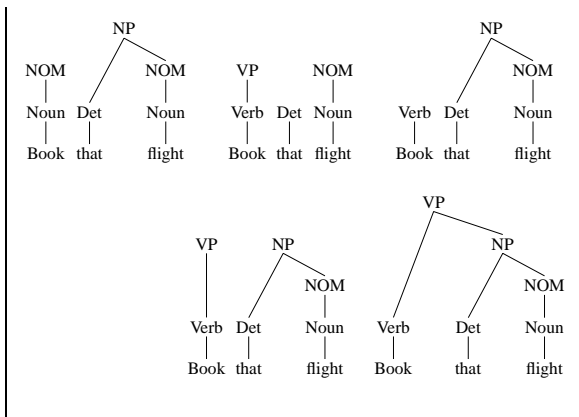 NP NP
NOM NOM VP NOM NOM
Noun Det Noun Verb Det Noun Verb Det Noun
Book that flight Book that flight Book that flight
VP
VP NP NP
NOM NOM
Verb Det Noun Verb Det Noun
Book that flight Book that flight